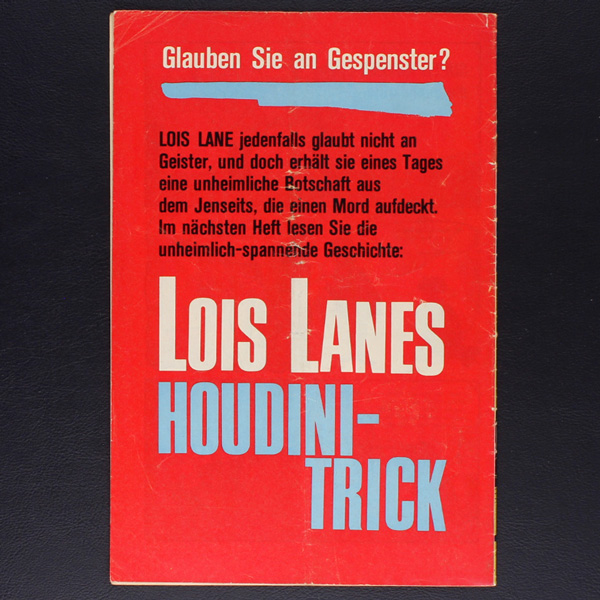 Glauben Sie an Gespenster?
LOIS LANE jedenfalls glaubt nicht an
Geister, und doch erhält sie eines Tages
eine unheimliche Botschaft aus
dem Jenseits, die einen Mord aufdeckt.
Im nächsten Heft lesen Sie die
unheimlich-spannende Geschichte:
LOIS LANES
HOUDINI-
TRICK